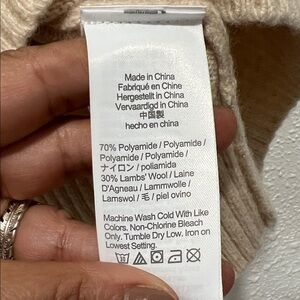 Made in China
Fabriqué en Chine
Hergestellt in China
Vervaardigd in China
中国製
hecho en china
70% Polyamide / Polyamide /
Polyamide / Polyamide /
ナイロン / poliamida
30% Lambs' Wool / Laine
D'Agneau / Lammwolle /
Lamswol / 毛 / piel ovino
Machine Wash Cold With Like
Colors. Non-Chlorine Bleach
Only. Tumble Dry Low. Iron on
Lowest Setting.